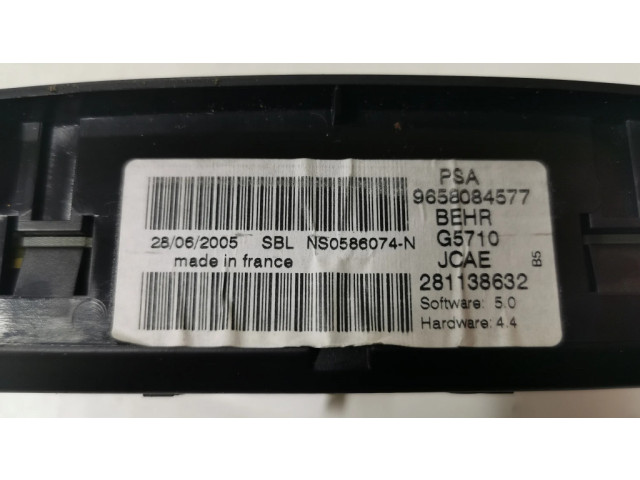 28/06/2005 SBL NS0586074-N
made in france
PSA
9658084577
BEHR
G5710
JCAE
281138632
Software: 5.0
Hardware: 4.4
B5